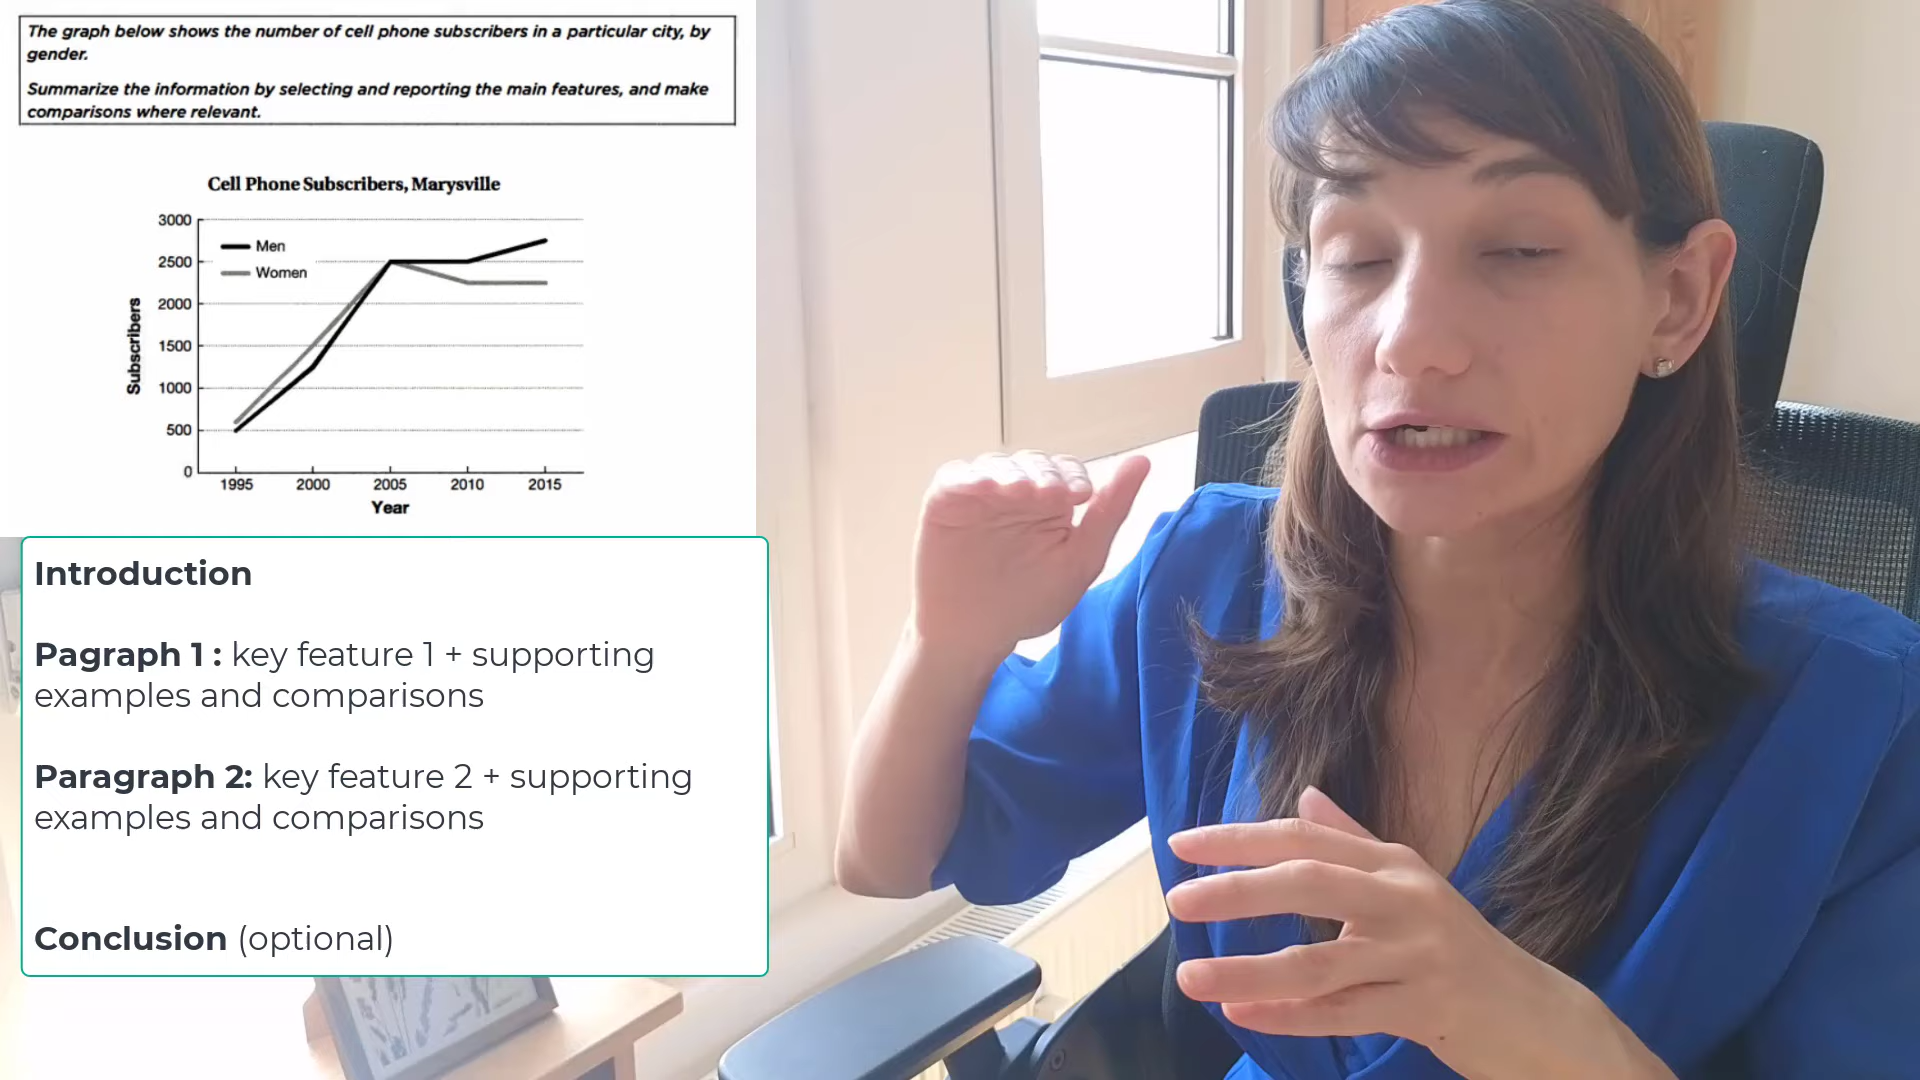 The graph below shows the number of cell phone subscribers in a particular city, by
gender.
Summarize the information by selecting and reporting the main features, and make
comparisons where relevant.
Cell Phone Subscribers, Marysville
3000
2500
2000
1500
1000
500
0
Men
Women
Subscribers
1995 2000 2005 2010 2015
Year
Introduction
Pagraph 1 : key feature 1 + supporting
examples and comparisons
Paragraph 2: key feature 2 + supporting
examples and comparisons
Conclusion (optional)